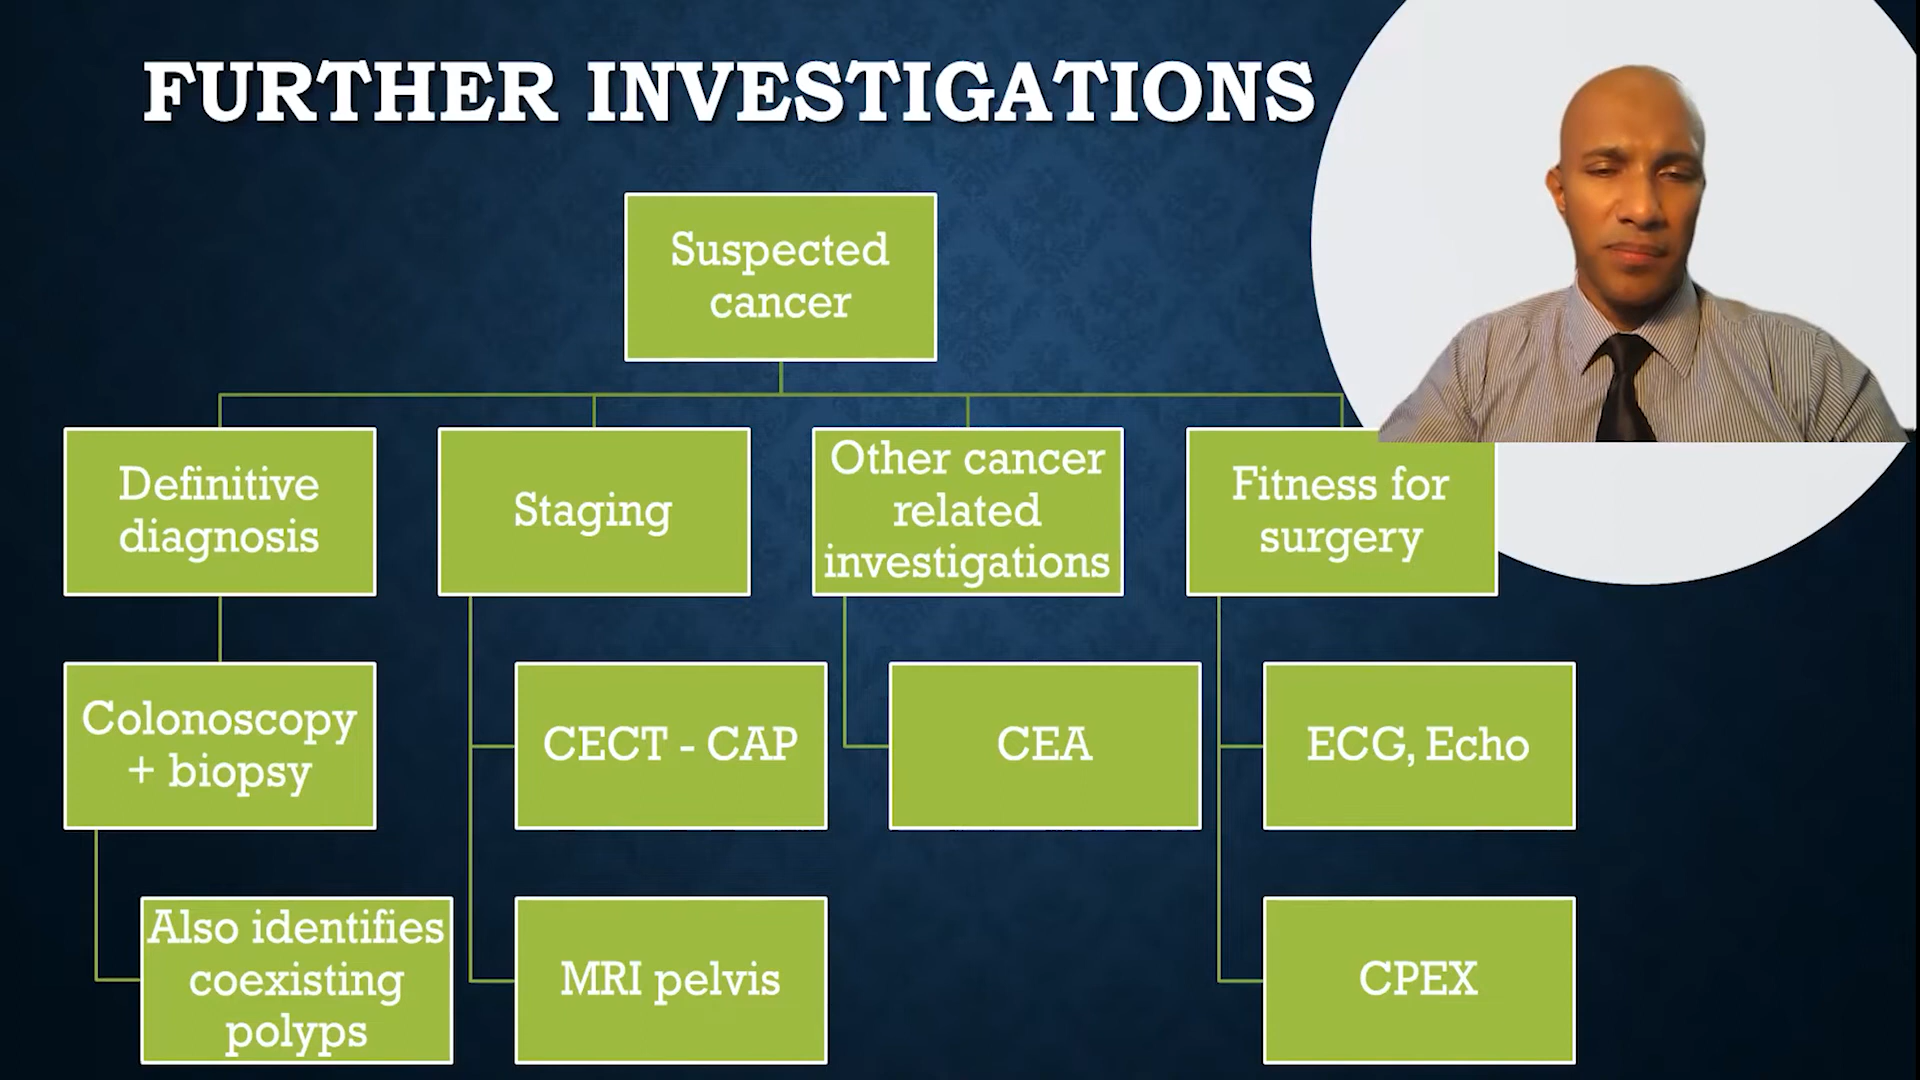 FURTHER INVESTIGATIONS
Suspected
cancer
Definitive
diagnosis
Staging
Other cancer
related
investigations
Fitness for
surgery
Colonoscopy
+ biopsy
CECT - CAP
CEA
ECG, Echo
Also identifies
coexisting
polyps
MRI pelvis
CPEX